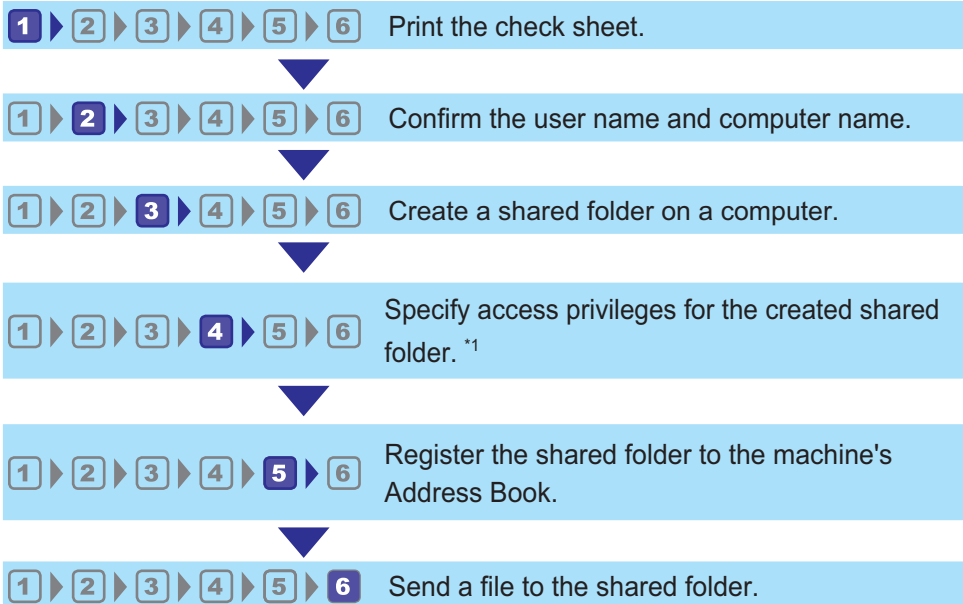 1 2 3 4 5 6 Print the check sheet.
1 2 3 4 5 6 Confirm the user name and computer name.
1 2 3 4 5 6 Create a shared folder on a computer.
1 2 3 4 5 6 Specify access privileges for the created shared
folder. *1
1 2 3 4 5 6 Register the shared folder to the machine's
Address Book.
1 2 3 4 5 6 Send a file to the shared folder.